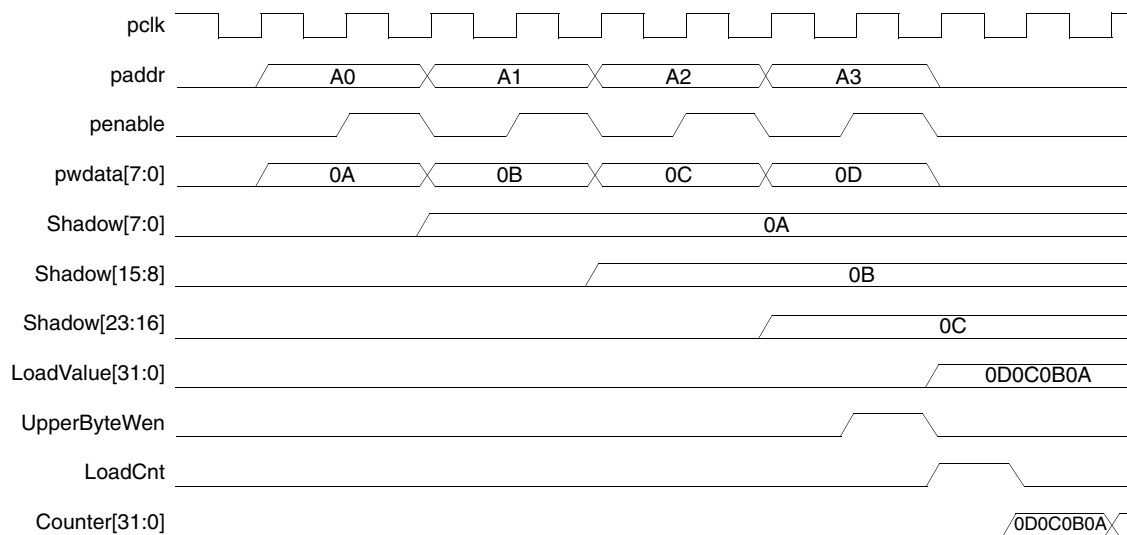 pclk
paddr A0 A1 A2 A3
penable
pwdata[7:0] 0A 0B 0C 0D
Shadow[7:0] 0A
Shadow[15:8] 0B
Shadow[23:16] 0C
LoadValue[31:0] 0D0C0B0A
UpperByteWen
LoadCnt
Counter[31:0] 0D0C0B0A